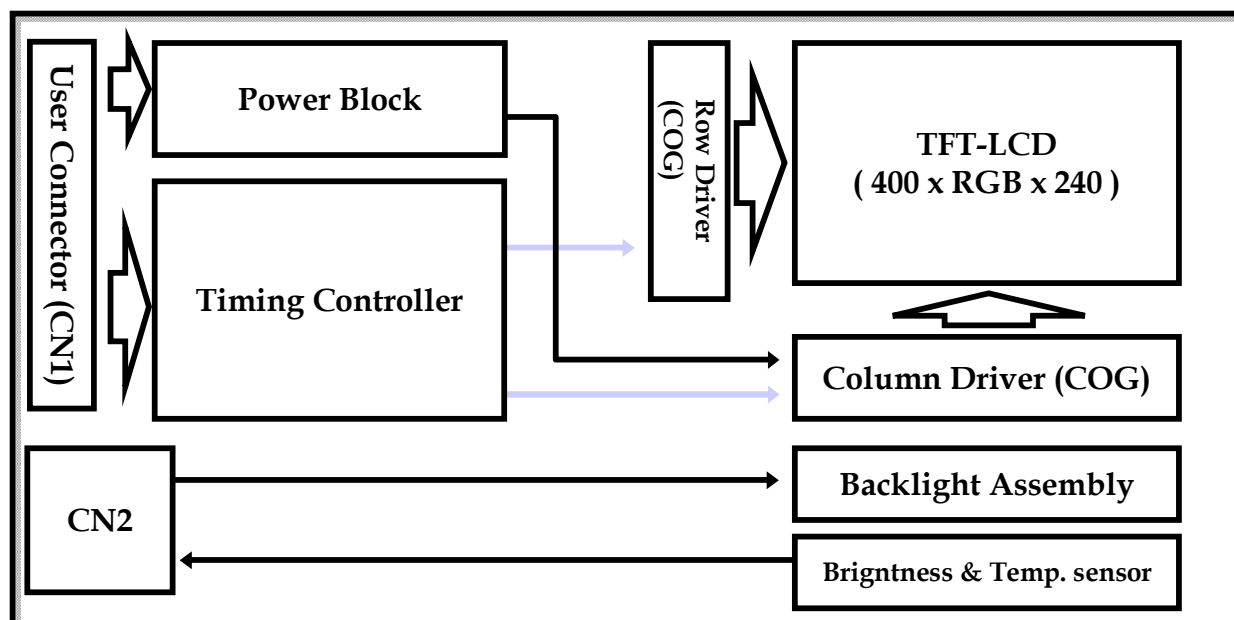 User Connector (CN1)
Power Block
Timing Controller
Row Driver
(COG)
TFT-LCD
( 400 x RGB x 240 )
Column Driver (COG)
CN2
Backlight Assembly
Brigntness & Temp. sensor